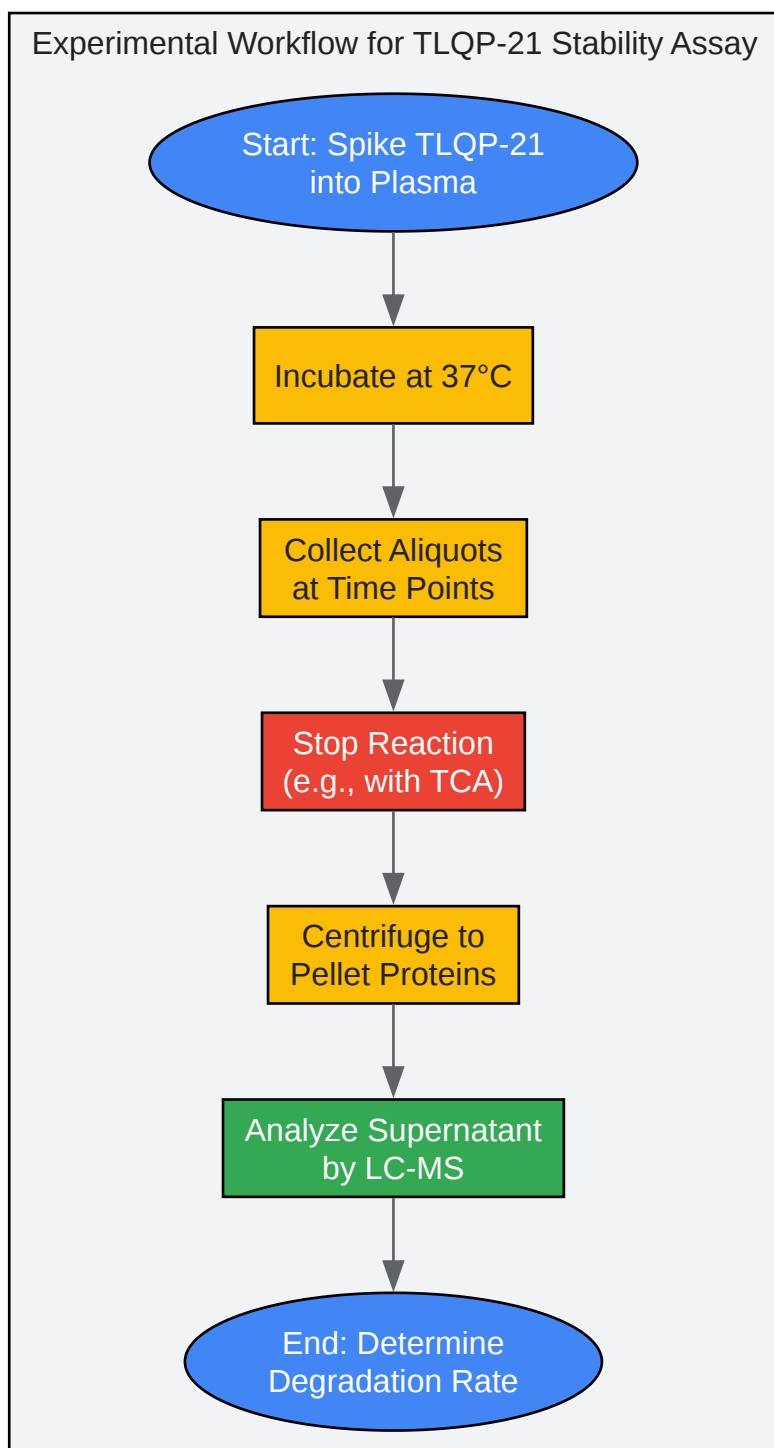 Experimental Workflow for TLQP-21 Stability Assay
Start: Spike TLQP-21
into Plasma
Incubate at 37°C
Collect Aliquots
at Time Points
Stop Reaction
(e.g., with TCA)
Centrifuge to
Pellet Proteins
Analyze Supernatant
by LC-MS
End: Determine
Degradation Rate